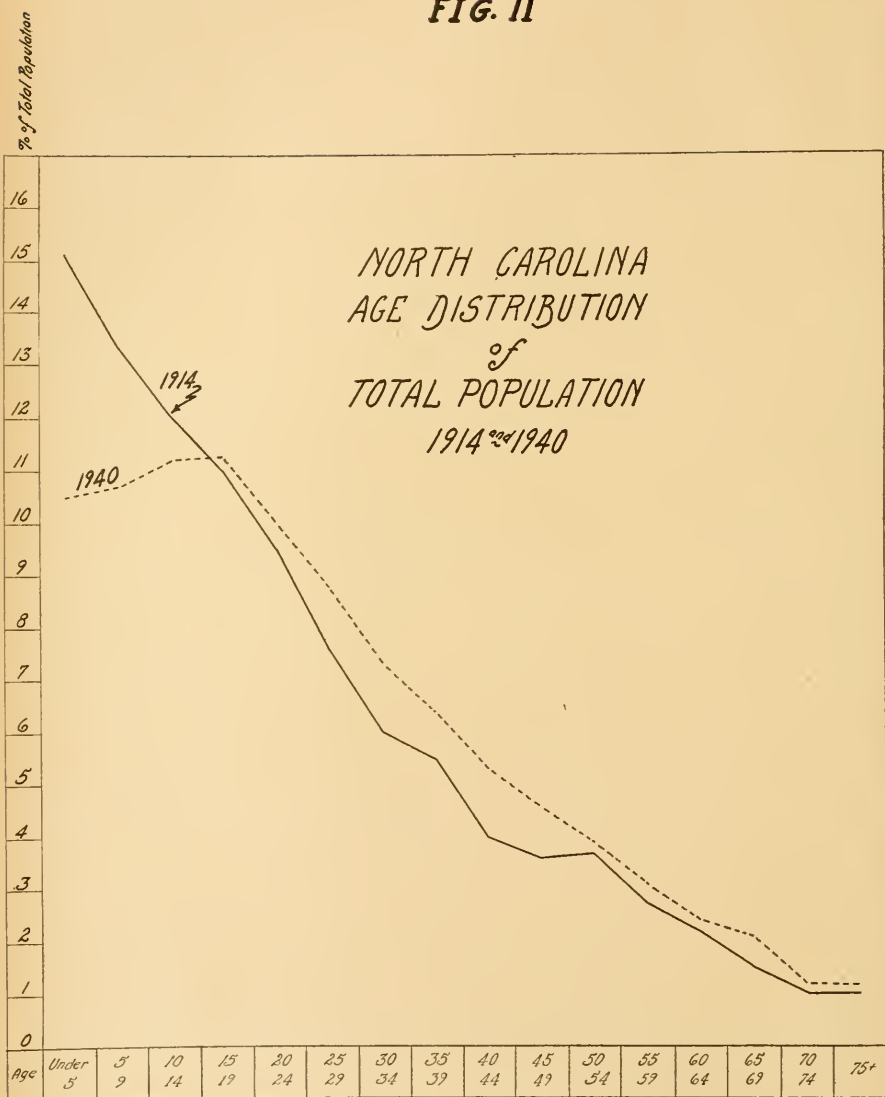 FIG. II
% of Total Population
NORTH CAROLINA
AGE DISTRIBUTION
of
TOTAL POPULATION
1914 and 1940
16
15
14
13
12
11
10
9
8
7
6
5
4
3
2
1
0
1914
1940
Age Under 5 10 15 20 25 30 35 40 45 50 55 60 65 70 75+
5 9 14 19 24 29 34 39 44 49 54 59 64 69 74